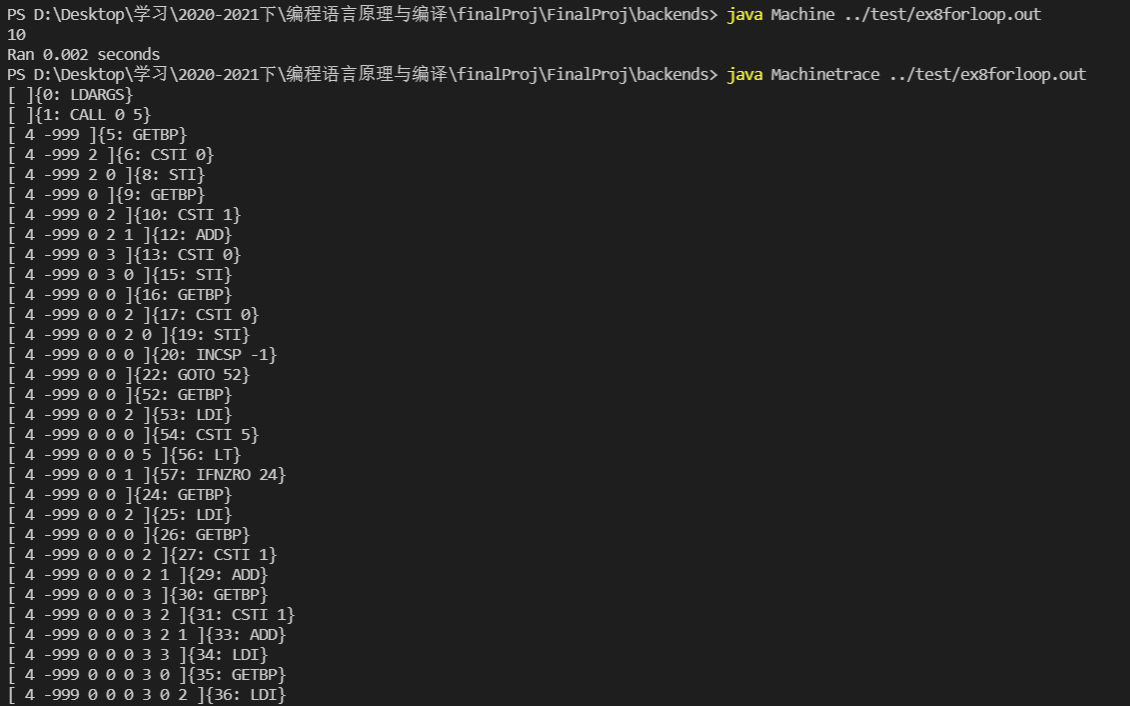 PS D:\Desktop\学习\2020-2021下\编程语言原理与编译\finalProj\FinalProj\backends> java Machine ../test/ex8forloop.out
10
Ran 0.002 seconds
PS D:\Desktop\学习\2020-2021下\编程语言原理与编译\finalProj\FinalProj\backends> java Machinetrace ../test/ex8forloop.out
[ ]{0: LDARGS}
[ ]{1: CALL 0 5}
[ 4 -999 ]{5: GETBP}
[ 4 -999 2 ]{6: CSTI 0}
[ 4 -999 2 0 ]{8: STI}
[ 4 -999 0 ]{9: GETBP}
[ 4 -999 0 2 ]{10: CSTI 1}
[ 4 -999 0 2 1 ]{12: ADD}
[ 4 -999 0 3 ]{13: CSTI 0}
[ 4 -999 0 3 0 ]{15: STI}
[ 4 -999 0 0 ]{16: GETBP}
[ 4 -999 0 0 2 ]{17: CSTI 0}
[ 4 -999 0 0 2 0 ]{19: STI}
[ 4 -999 0 0 0 ]{20: INCSP -1}
[ 4 -999 0 0 ]{22: GOTO 52}
[ 4 -999 0 0 ]{52: GETBP}
[ 4 -999 0 0 2 ]{53: LDI}
[ 4 -999 0 0 0 ]{54: CSTI 5}
[ 4 -999 0 0 0 5 ]{56: LT}
[ 4 -999 0 0 1 ]{57: IFNZRO 24}
[ 4 -999 0 0 ]{24: GETBP}
[ 4 -999 0 0 2 ]{25: LDI}
[ 4 -999 0 0 0 ]{26: GETBP}
[ 4 -999 0 0 0 2 ]{27: CSTI 1}
[ 4 -999 0 0 0 2 1 ]{29: ADD}
[ 4 -999 0 0 0 3 ]{30: GETBP}
[ 4 -999 0 0 0 3 2 ]{31: CSTI 1}
[ 4 -999 0 0 0 3 2 1 ]{33: ADD}
[ 4 -999 0 0 0 3 3 ]{34: LDI}
[ 4 -999 0 0 0 3 0 ]{35: GETBP}
[ 4 -999 0 0 0 3 0 2 ]{36: LDI}